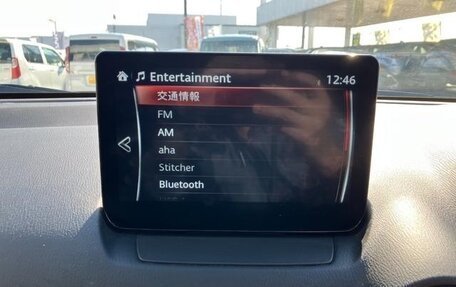 Entertainment 12:46
交通情報
FM
AM
aha
Stitcher
Bluetooth